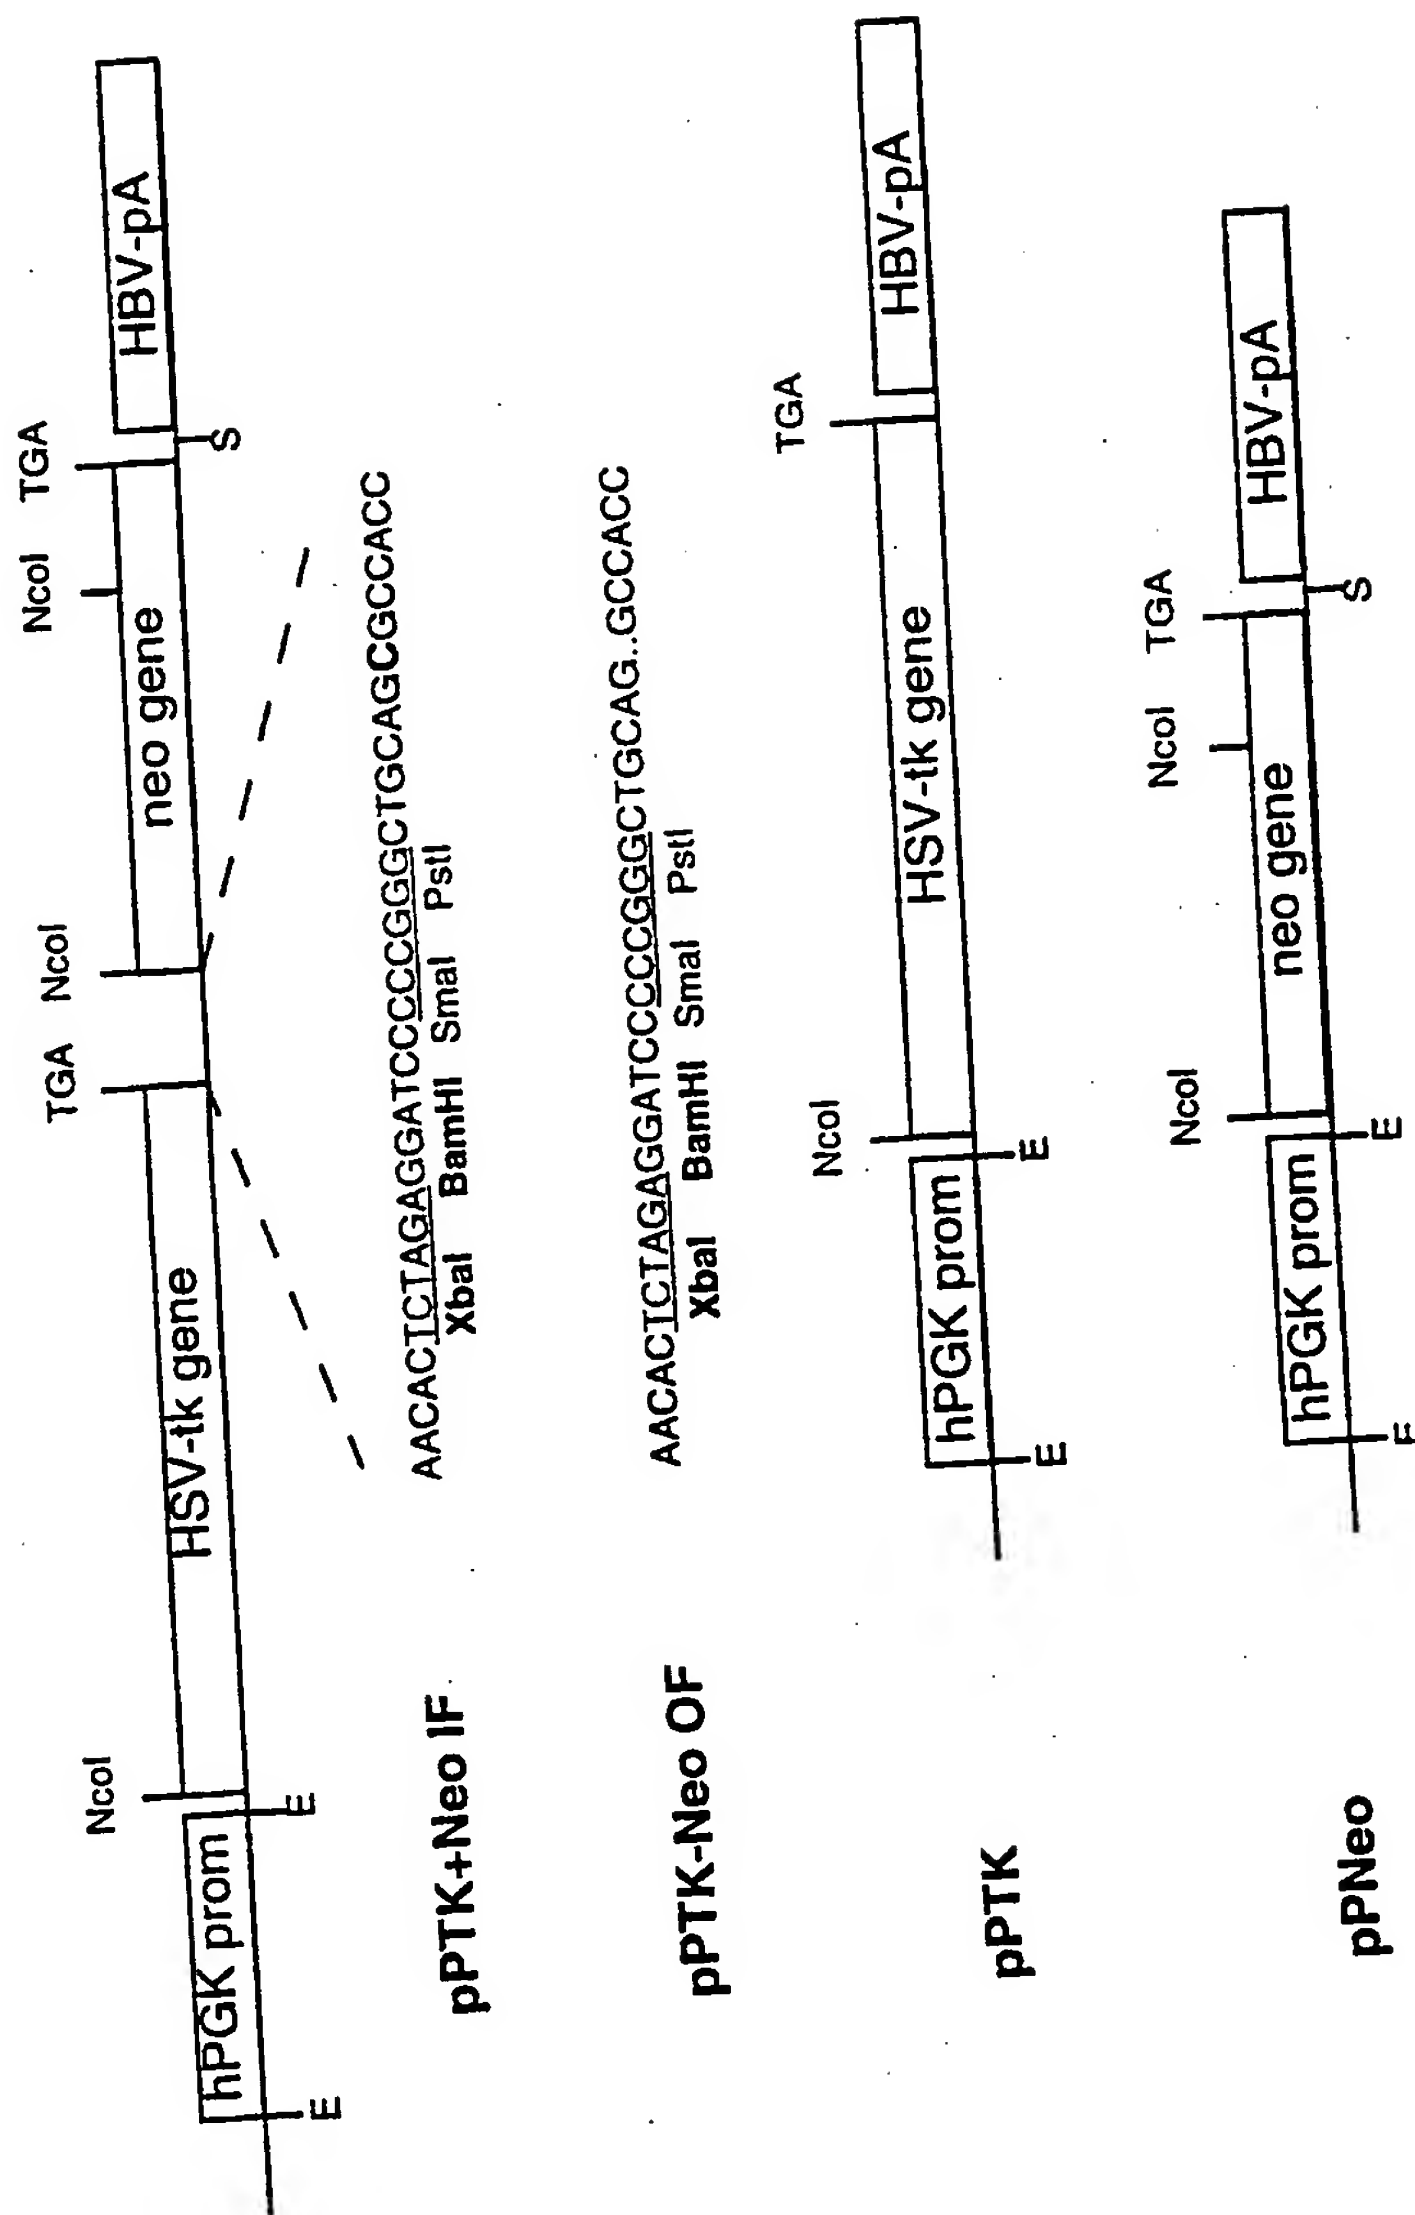 NcoI TGA NcoI NcoI TGA
hPGK prom HSV-tk gene neo gene HBV-pA
E E S
pPTK+Neo IF AACACTCTAGAGGATCCCCGGGCTGCAGCGCCACC
XbaI BamHI SmaI PstI
pPTK-Neo OF AACACTCTAGAGGATCCCCGGGCTGCAG..GCCACC
XbaI BamHI SmaI PstI
NcoI TGA
pPTK hPGK prom HSV-tk gene HBV-pA
E E
NcoI NcoI TGA
pPNeo hPGK prom neo gene HBV-pA
E E S